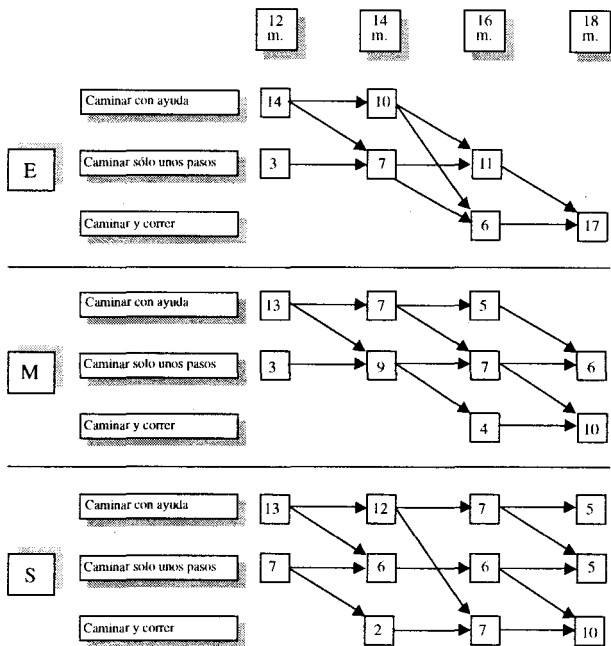 12 14 16 18
m. m. m. m.
Caminar con ayuda 14 10
E Caminar sólo unos pasos 3 7 11
Caminar y correr 6 17
Caminar con ayuda 13 7 5
M Caminar solo unos pasos 3 9 7 6
Caminar y correr 4 10
Caminar con ayuda 13 12 7 5
S Caminar solo unos pasos 7 6 6 5
Caminar y correr 2 7 10